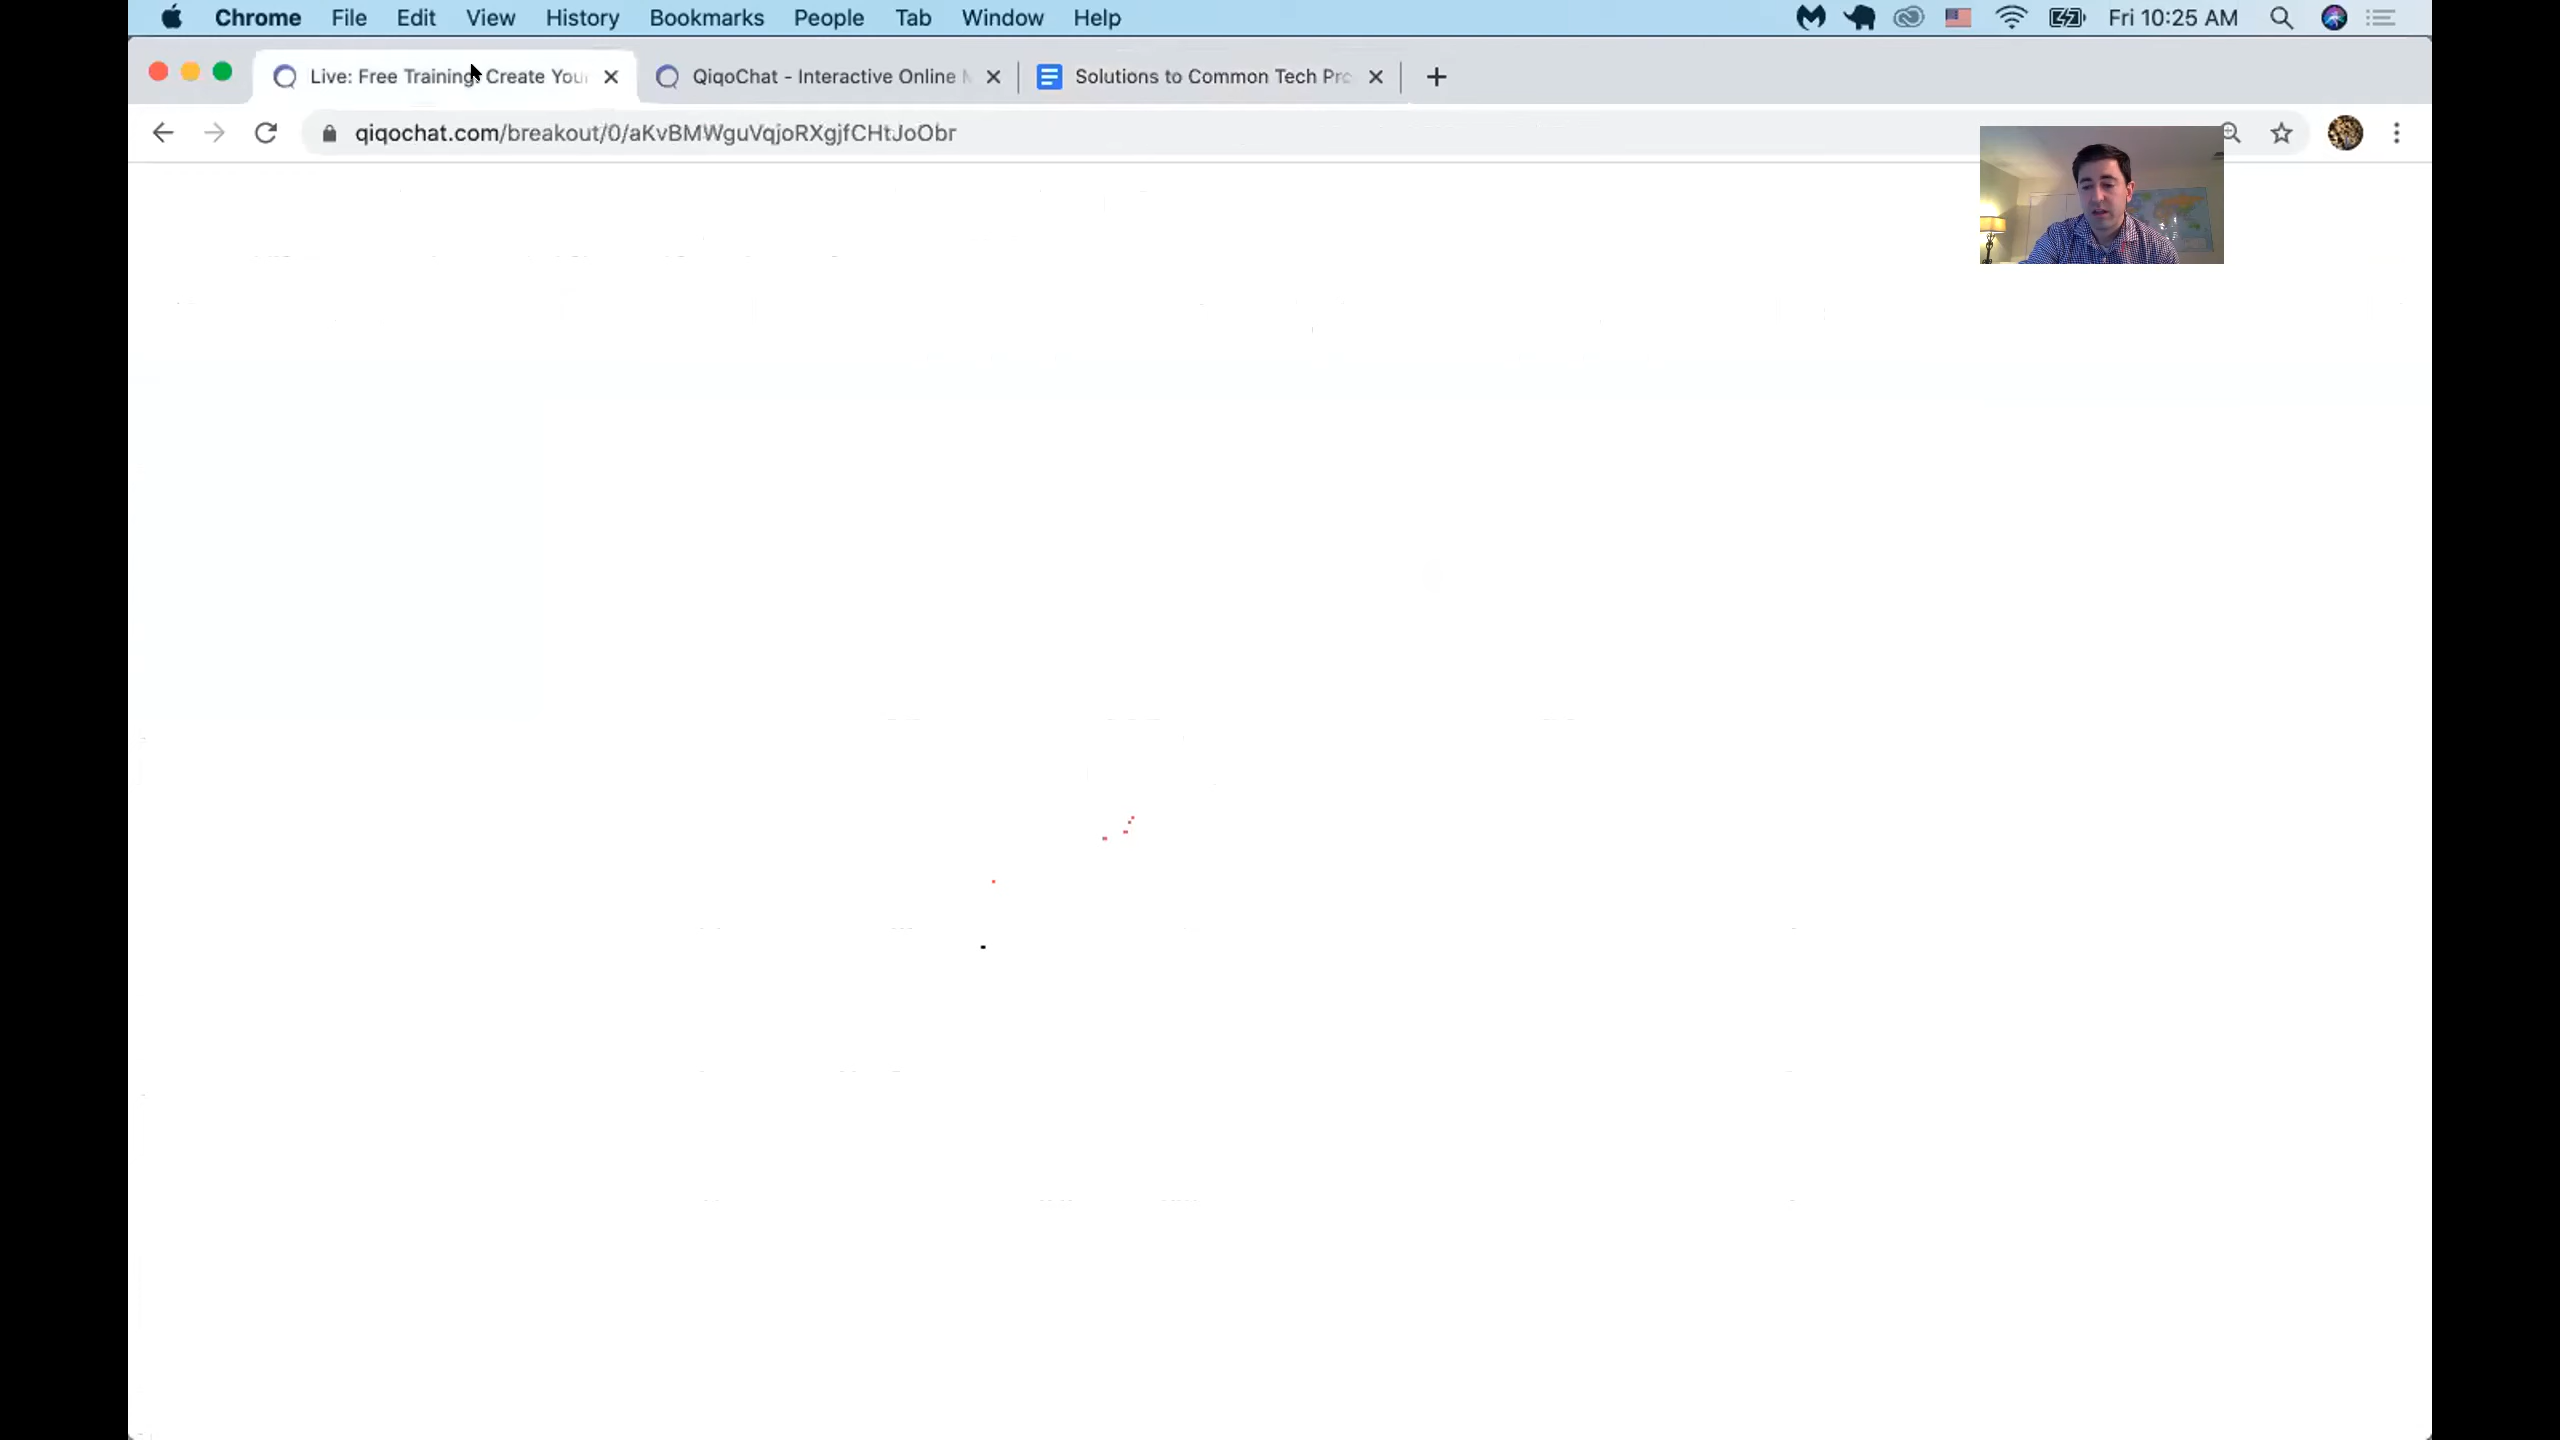 Chrome File Edit View History Bookmarks People Tab Window Help Fri 10:25 AM
Live: Free Training: Create You QiqoChat - Interactive Online Solutions to Common Tech Pro
qiqochat.com/breakout/0/aKvBMWguVqjoRXgjfCHtJoObr